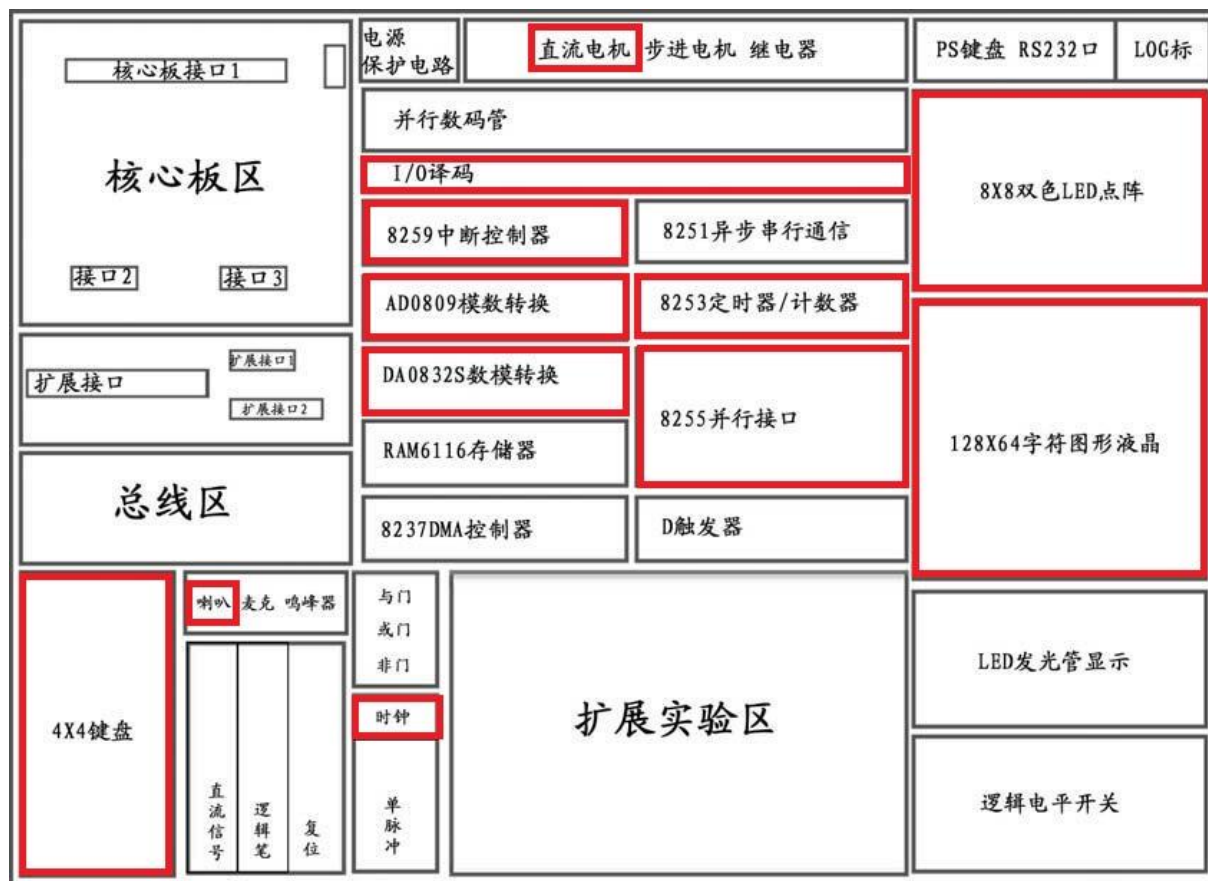 核心板接口1
核心板区
接口2
接口3
扩展接口
扩展接口1
扩展接口2
总线区
电源
保护电路
直流电机 步进电机 继电器
PS键盘 RS232口
LOG标
并行数码管
I/O译码
8259中断控制器
8251异步串行通信
AD0809模数转换
8253定时器/计数器
DA0832S数模转换
8255并行接口
RAM6116存储器
8237DMA控制器
D触发器
8X8双色LED点阵
128X64字符图形液晶
4X4键盘
喇叭 麦克 鸣峰器
直流信号
逻辑笔
复位
与门
或门
非门
时钟
单脉冲
扩展实验区
LED发光管显示
逻辑电平开关